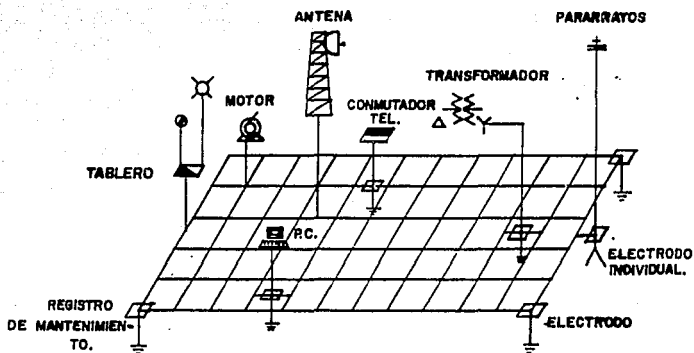 ANTENA
PARARRAYOS
TRANSFORMADOR
MOTOR
CONMUTADOR
TEL.
TABLERO
P.C.
ELECTRODO
INDIVIDUAL.
REGISTRO
DE MANTENIMIEN-
TO.
ELECTRODO